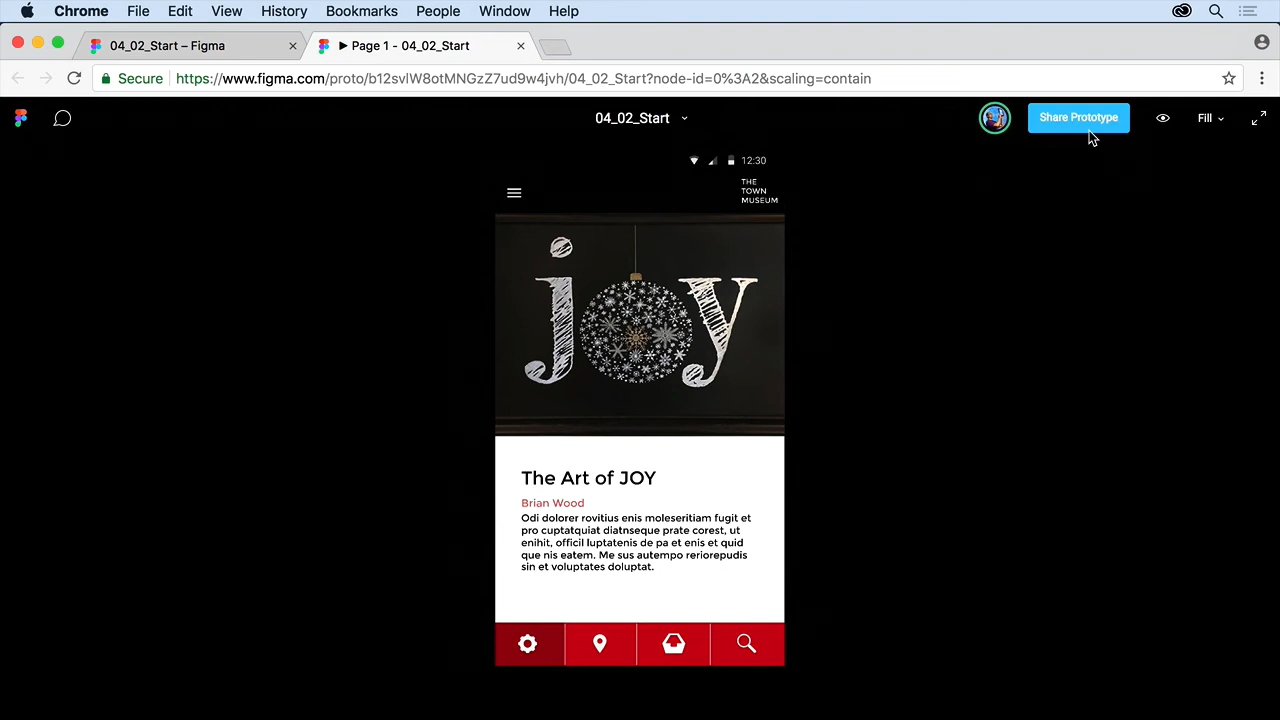 Chrome File Edit View History Bookmarks People Window Help
04_02_Start – Figma
Page 1 - 04_02_Start
Secure https://www.figma.com/proto/b12svlW8otMNGzZ7ud9w4jvh/04_02_Start?node-id=0%3A2&scaling=contain
04_02_Start
Share Prototype
Fill
12:30
THE
TOWN
MUSEUM
joy
The Art of JOY
Brian Wood
Odi dolorer rovitius enis moleseritiam fugit et
pro cuptatquiat diatnseque prate corest, ut
enihit, officil luptatenis de pa et enis et quid
que nis eatem. Me sus autempo reriorepudis
sin et voluptates doluptat.